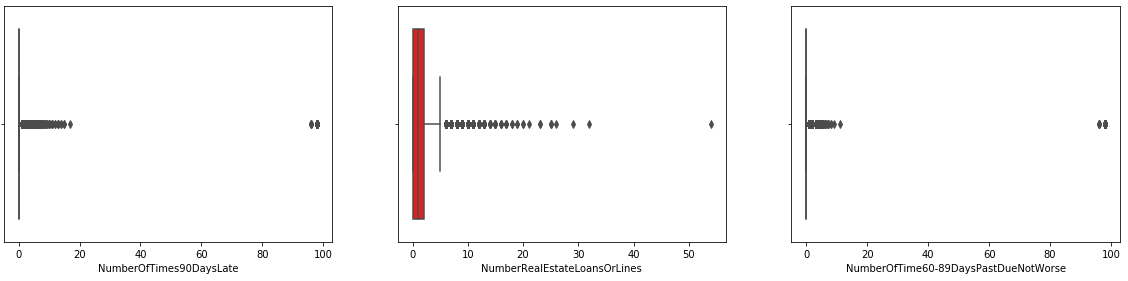 0 20 40 60 80 100
NumberOfTimes90DaysLate
0 10 20 30 40 50
NumberRealEstateLoansOrLines
0 20 40 60 80 100
NumberOfTime60-89DaysPastDueNotWorse